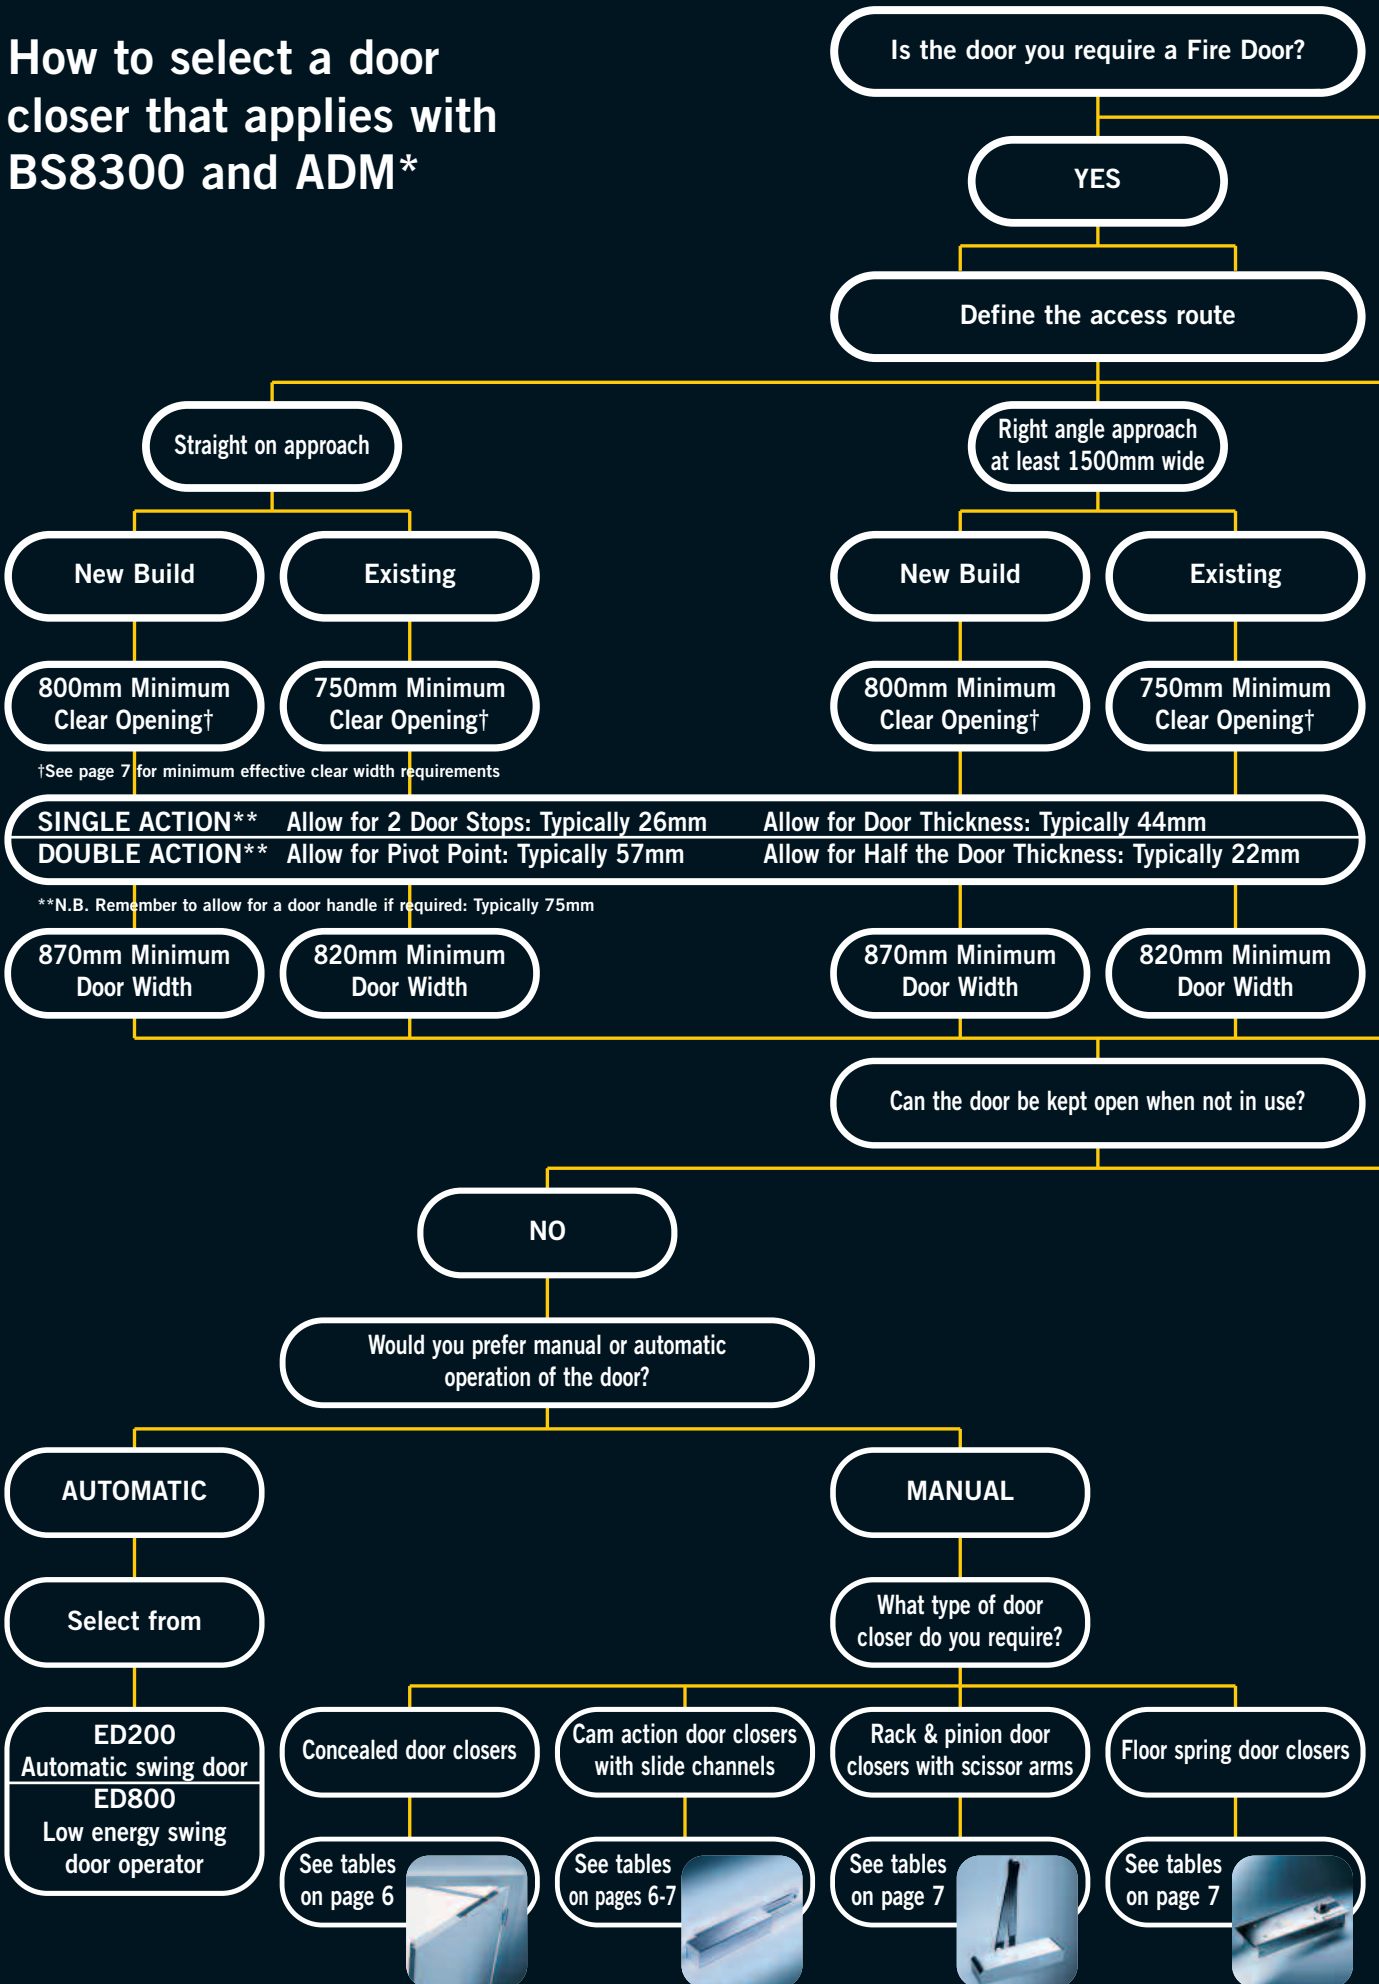 How to select a door
closer that applies with
BS8300 and ADM*
Is the door you require a Fire Door?
YES
Define the access route
Straight on approach
Right angle approach
at least 1500mm wide
New Build
Existing
New Build
Existing
800mm Minimum
Clear Opening†
750mm Minimum
Clear Opening†
800mm Minimum
Clear Opening†
750mm Minimum
Clear Opening†
†See page 7 for minimum effective clear width requirements
SINGLE ACTION** Allow for 2 Door Stops: Typically 26mm Allow for Door Thickness: Typically 44mm
DOUBLE ACTION** Allow for Pivot Point: Typically 57mm Allow for Half the Door Thickness: Typically 22mm
**N.B. Remember to allow for a door handle if required: Typically 75mm
870mm Minimum
Door Width
820mm Minimum
Door Width
870mm Minimum
Door Width
820mm Minimum
Door Width
Can the door be kept open when not in use?
NO
Would you prefer manual or automatic
operation of the door?
AUTOMATIC
MANUAL
Select from
What type of door
closer do you require?
ED200
Automatic swing door
ED800
Low energy swing
door operator
Concealed door closers
Cam action door closers
with slide channels
Rack & pinion door
closers with scissor arms
Floor spring door closers
See tables
on page 6
See tables
on pages 6-7
See tables
on page 7
See tables
on page 7